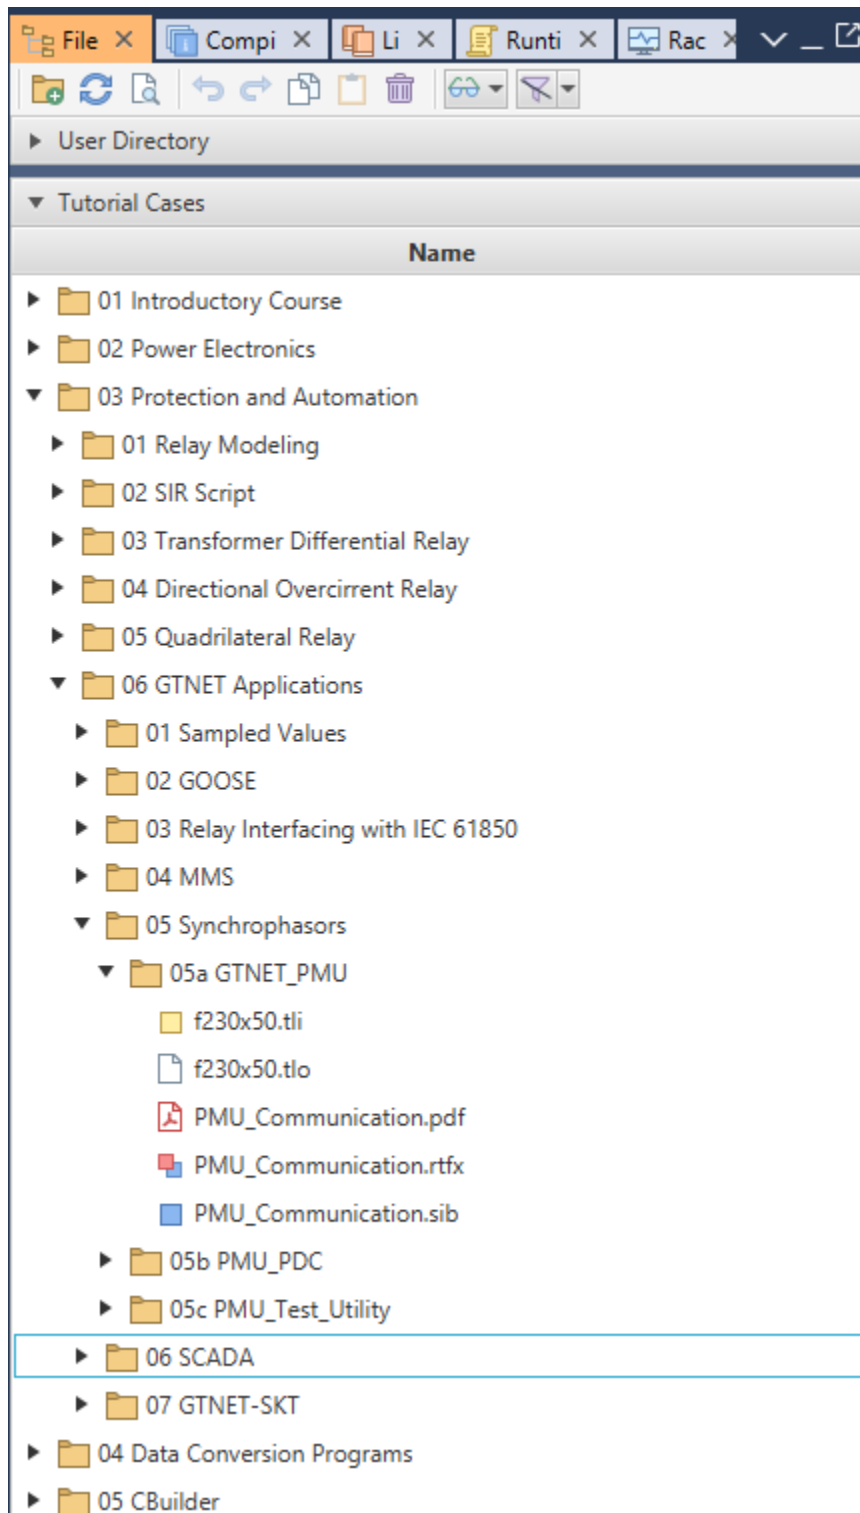 File Compi Li Runti Rac
User Directory
Tutorial Cases
Name
01 Introductory Course
02 Power Electronics
03 Protection and Automation
01 Relay Modeling
02 SIR Script
03 Transformer Differential Relay
04 Directional Overcirrent Relay
05 Quadrilateral Relay
06 GTNET Applications
01 Sampled Values
02 GOOSE
03 Relay Interfacing with IEC 61850
04 MMS
05 Synchrophasors
05a GTNET_PMU
f230x50.tli
f230x50.tlo
PMU_Communication.pdf
PMU_Communication.rtfx
PMU_Communication.sib
05b PMU_PDC
05c PMU_Test_Utility
06 SCADA
07 GTNET-SKT
04 Data Conversion Programs
05 CBuilder